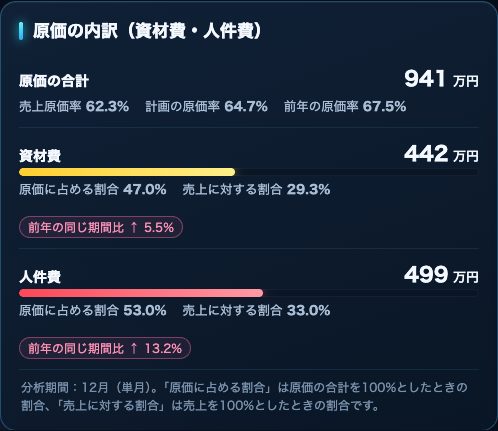 原価の内訳（資材費・人件費）
原価の合計 941 万円
売上原価率 62.3% 計画の原価率 64.7% 前年の原価率 67.5%
資材費 442 万円
原価に占める割合 47.0% 売上に対する割合 29.3%
前年の同じ期間比 ↑ 5.5%
人件費 499 万円
原価に占める割合 53.0% 売上に対する割合 33.0%
前年の同じ期間比 ↑ 13.2%
分析期間：12月（単月）。「原価に占める割合」は原価の合計を100%としたときの
割合、「売上に対する割合」は売上を100%としたときの割合です。